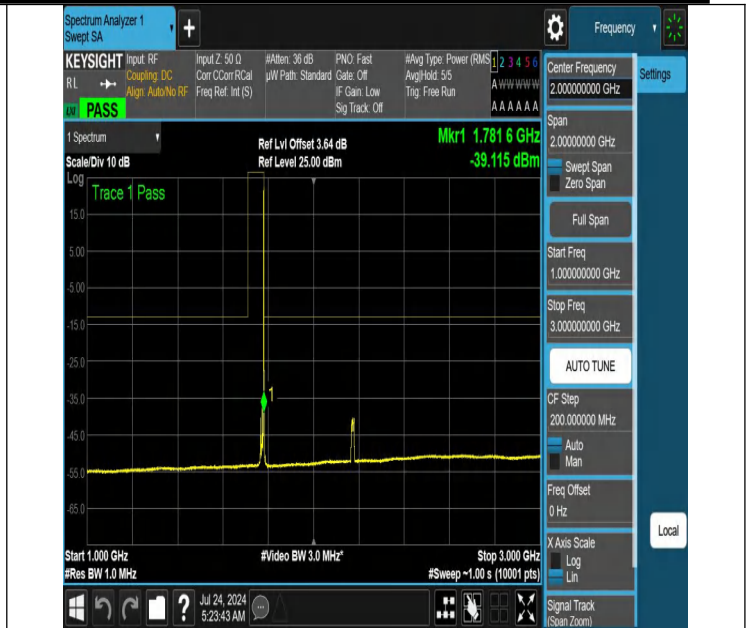 Spectrum Analyzer 1
Swept SA
+
Frequency
KEYSIGHT
RL
PASS
Input: RF
Coupling: DC
Align: Auto/No RF
Input Z: 50 Ω
Corr CCorr RCal
Freq Ref: Int (S)
#Atten: 36 dB
µW Path: Standard
PNO: Fast
Gate: Off
IF Gain: Low
Sig Track: Off
#Avg Type: Power (RMS
Avg|Hold: 5/5
Trig: Free Run
1 2 3 4 5 6
A W W W W W
A A A A A A
1 Spectrum
Scale/Div 10 dB
Ref Lvl Offset 3.64 dB
Ref Level 25.00 dBm
Mkr1 1.781 6 GHz
-39.115 dBm
Log
Trace 1 Pass
15.0
5.00
-5.00
-15.0
-25.0
-35.0
-45.0
-55.0
-65.0
1
Start 1.000 GHz
#Res BW 1.0 MHz
#Video BW 3.0 MHz*
Stop 3.000 GHz
#Sweep ~1.00 s (10001 pts)
?
Jul 24, 2024
5:23:43 AM
Center Frequency
2.000000000 GHz
Settings
Span
2.00000000 GHz
Swept Span
Zero Span
Full Span
Start Freq
1.000000000 GHz
Stop Freq
3.000000000 GHz
AUTO TUNE
CF Step
200.000000 MHz
Auto
Man
Freq Offset
0 Hz
X Axis Scale
Log
Lin
Local
Signal Track
(Span Zoom)